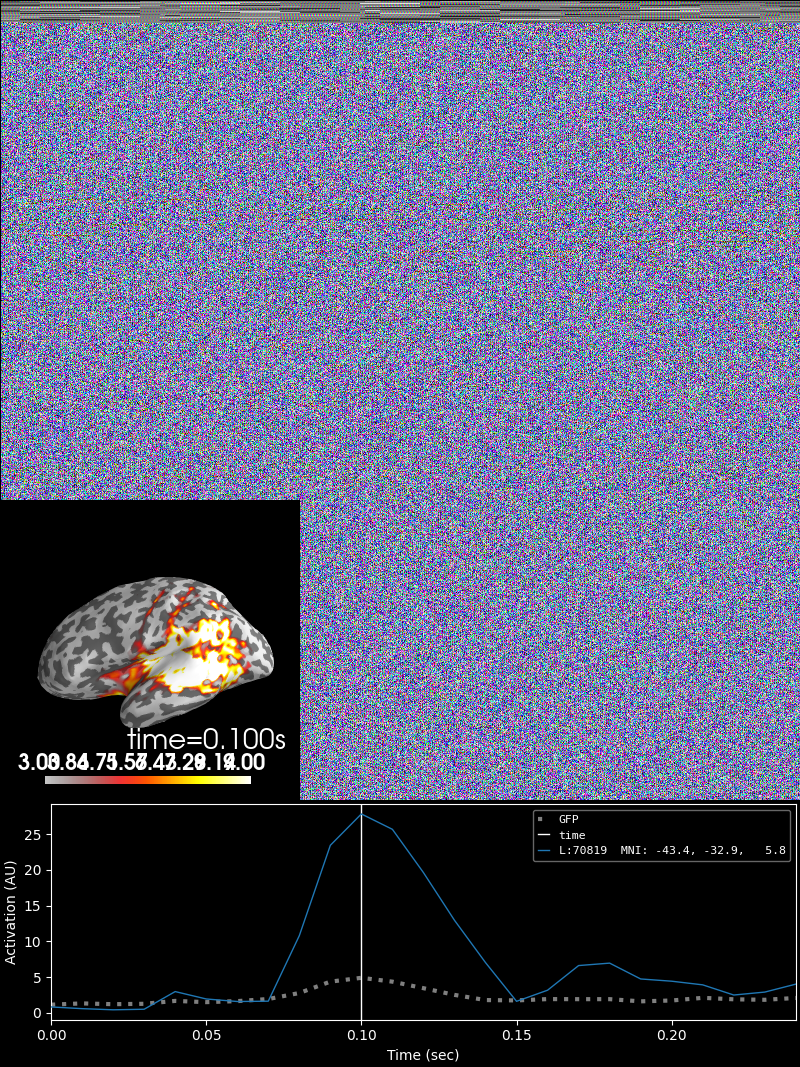 time=0.100s
25
20
15
10
5
0
Activation (AU)
GFP
time
L:70819 MNI: -43.4, -32.9, 5.8
0.00 0.05 0.10 0.15 0.20
Time (sec)